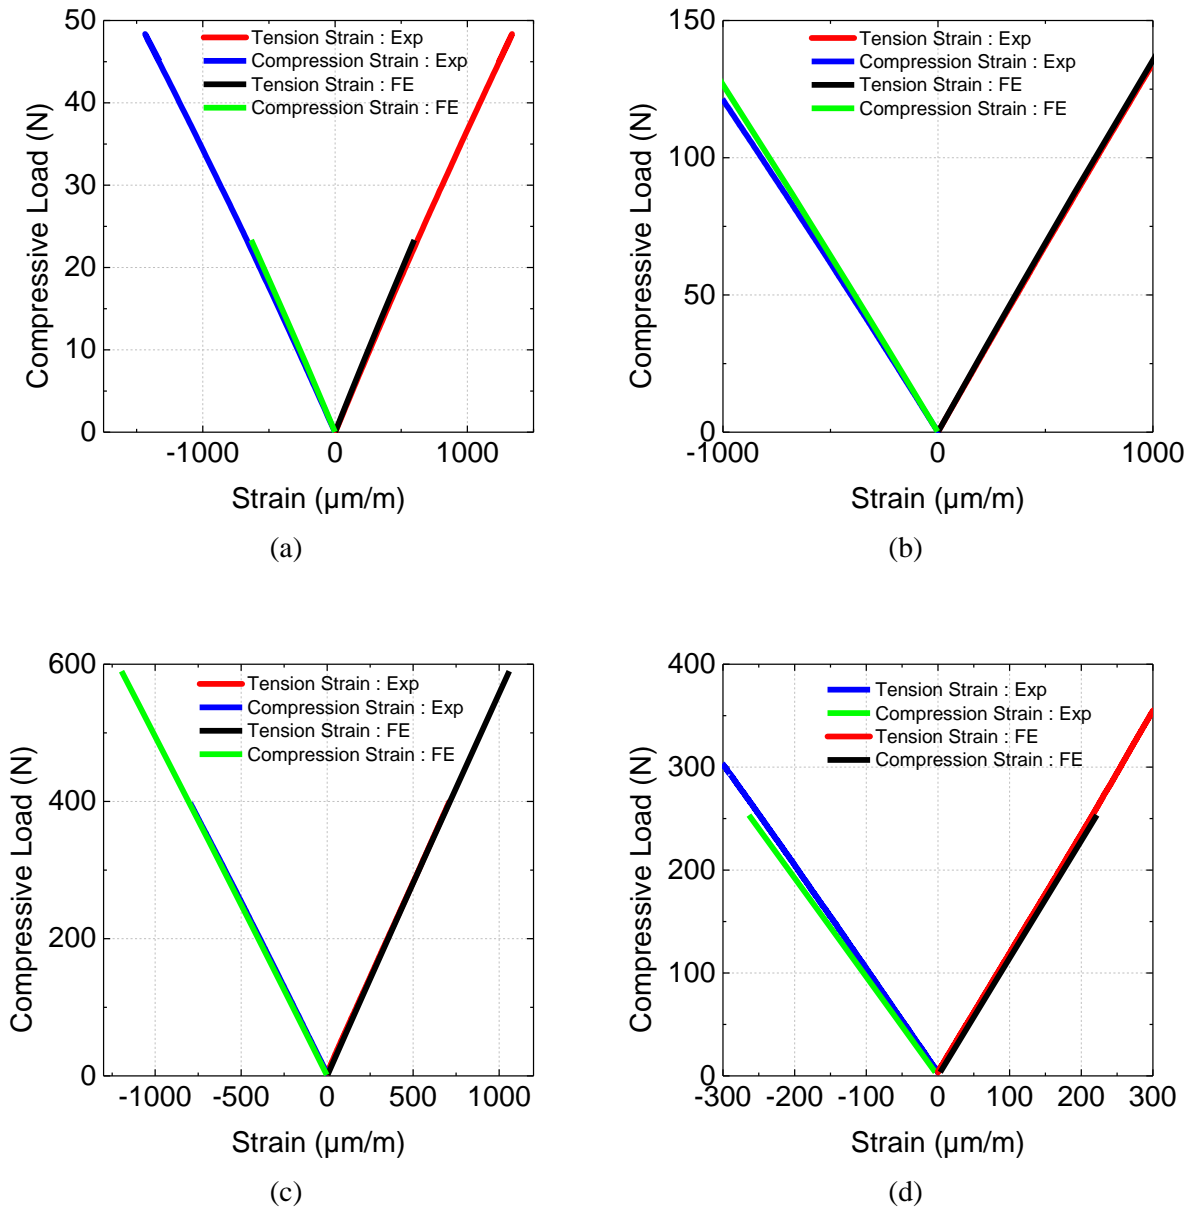 50
40
30
20
10
0
Compressive Load (N)
Tension Strain : Exp
Compression Strain : Exp
Tension Strain : FE
Compression Strain : FE
-1000
0
1000
Strain (µm/m)
(a)
150
100
50
0
Compressive Load (N)
Tension Strain : Exp
Compression Strain : Exp
Tension Strain : FE
Compression Strain : FE
-1000
0
1000
Strain (µm/m)
(b)
600
400
200
0
Compressive Load (N)
Tension Strain : Exp
Compression Strain : Exp
Tension Strain : FE
Compression Strain : FE
-1000
-500
0
500
1000
Strain (µm/m)
(c)
400
300
200
100
0
Compressive Load (N)
Tension Strain : Exp
Compression Strain : Exp
Tension Strain : FE
Compression Strain : FE
-300
-200
-100
0
100
200
300
Strain (µm/m)
(d)